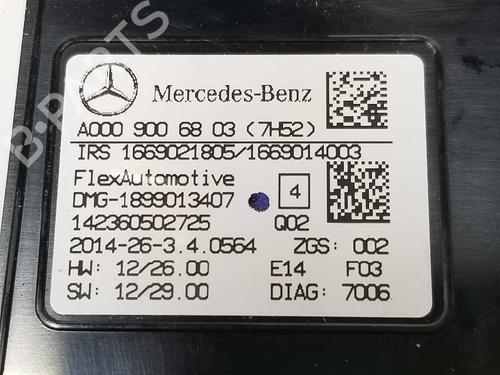 B-PARTS
Mercedes-Benz
A000 900 68 03 (7H52)
IRS 1669021805/1669014003
FlexAutomotive
DMG-1899013407 4
142360502725 Q02
2014-26-3.4.0564 ZGS: 002
HW: 12/26.00 E14 F03
SW: 12/29.00 DIAG: 7006